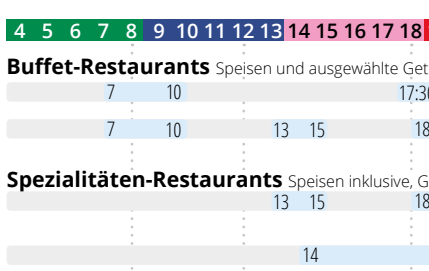 4 5 6 7 8 9 10 11 12 13 14 15 16 17 18
Buffet-Restaurants Speisen und ausgewählte Get
7 10 17:30
7 10 13 15 18
Spezialitäten-Restaurants Speisen inklusive, G
13 15 18
14